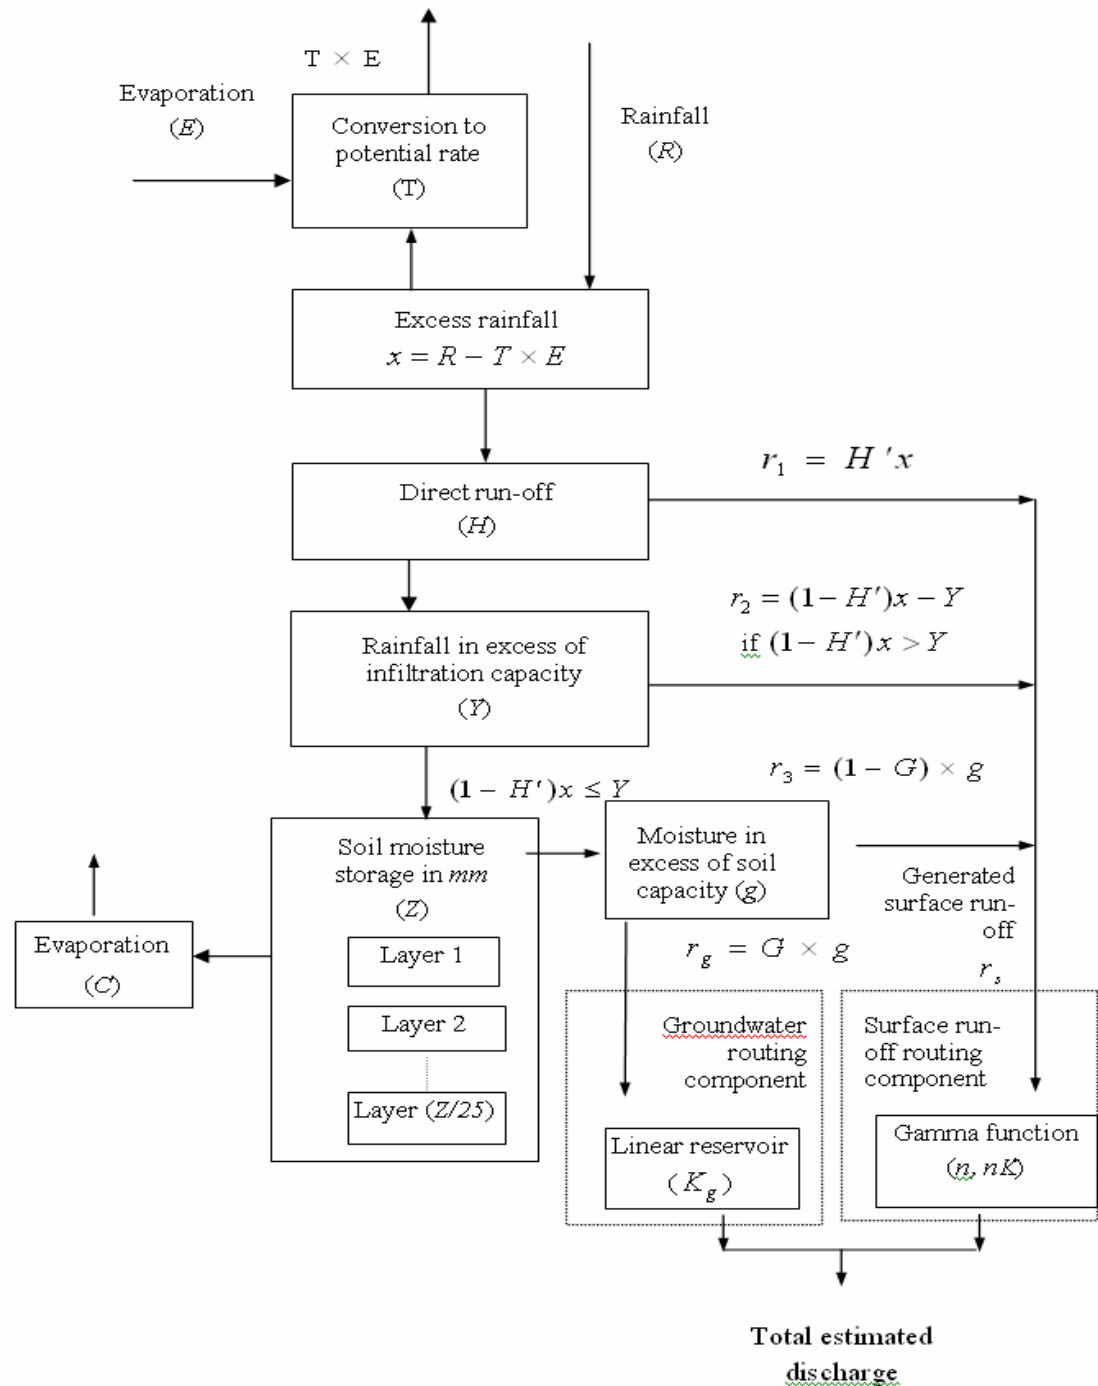 T × E
Evaporation
(E)
Conversion to
potential rate
(T)
Rainfall
(R)
Excess rainfall
x = R − T × E
r₁ = H ′x
Direct run-off
(H)
r₂ = (1− H′)x − Y
if (1− H′)x > Y
Rainfall in excess of
infiltration capacity
(Y)
r₃ = (1 − G) × g
(1 − H′)x ≤ Y
Soil moisture
storage in mm
(Z)
Layer 1
Layer 2
Layer (Z/25)
Moisture in
excess of soil
capacity (g)
Generated
surface run-
off
rₛ
Evaporation
(C)
r_g = G × g
Groundwater
routing
component
Surface run-
off routing
component
Linear reservoir
(K_g)
Gamma function
(n, nK)
Total estimated
discharge